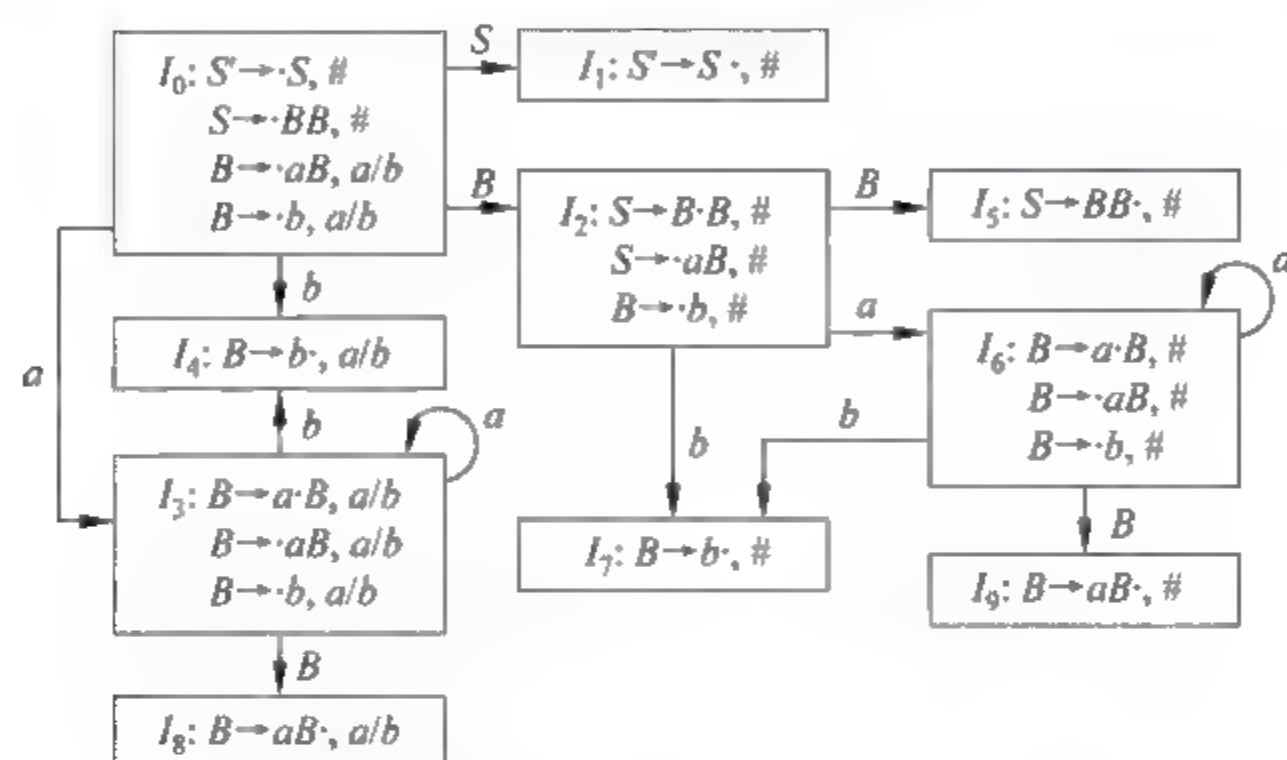 S
I₀: S'→·S, #
S→·BB, #
B→·aB, a/b
B→·b, a/b
I₁: S'→S·, #
B
I₂: S→B·B, #
S→·aB, #
B→·b, #
B
I₅: S→BB·, #
a
b
a
I₄: B→b·, a/b
a
b
a
I₃: B→a·B, a/b
B→·aB, a/b
B→·b, a/b
b
b
I₆: B→a·B, #
B→·aB, #
B→·b, #
I₇: B→b·, #
B
I₉: B→aB·, #
B
I₈: B→aB·, a/b